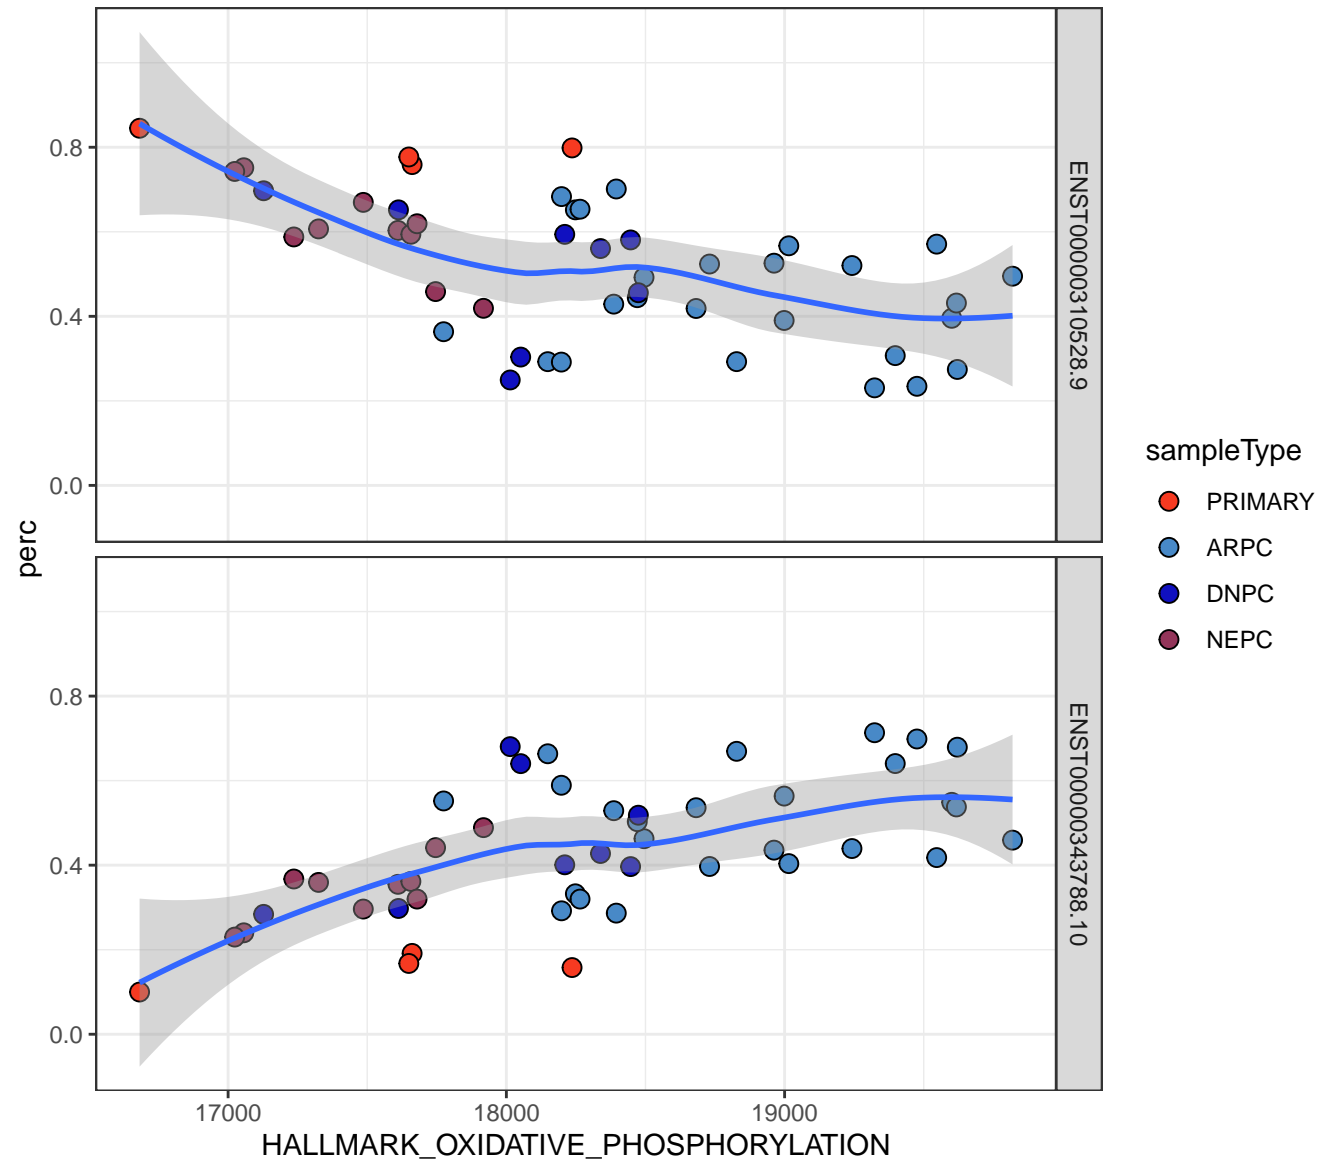 0.8
0.4
0.0
ENST00000310528.9
perc
0.8
0.4
0.0
ENST00000343788.10
17000
18000
19000
HALLMARK_OXIDATIVE_PHOSPHORYLATION
sampleType
PRIMARY
ARPC
DNPC
NEPC